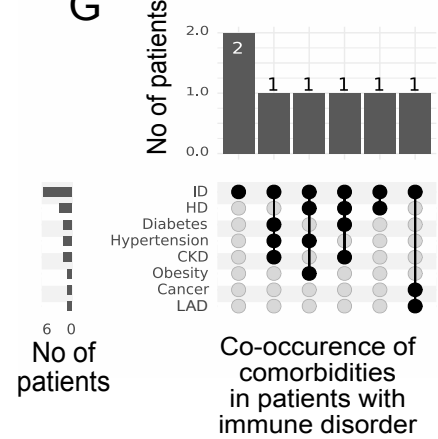 G
No of patients
2.0
1.0
0.0
2
1 1 1 1 1
ID
HD
Diabetes
Hypertension
CKD
Obesity
Cancer
LAD
6 0
No of
patients
Co-occurence of
comorbidities
in patients with
immune disorder